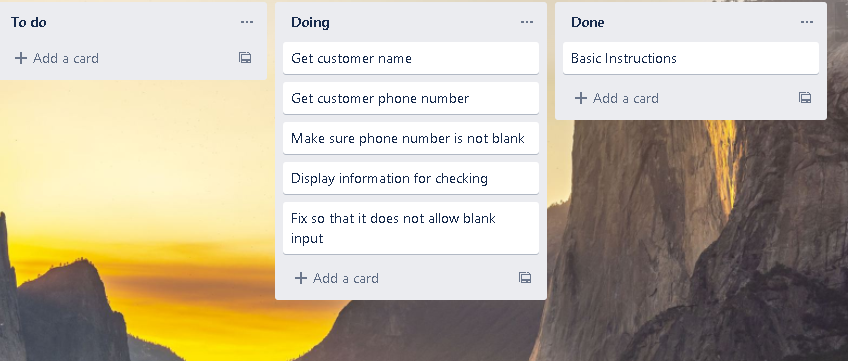 To do
Add a card
Doing
Get customer name
Get customer phone number
Make sure phone number is not blank
Display information for checking
Fix so that it does not allow blank
input
Add a card
Done
Basic Instructions
Add a card